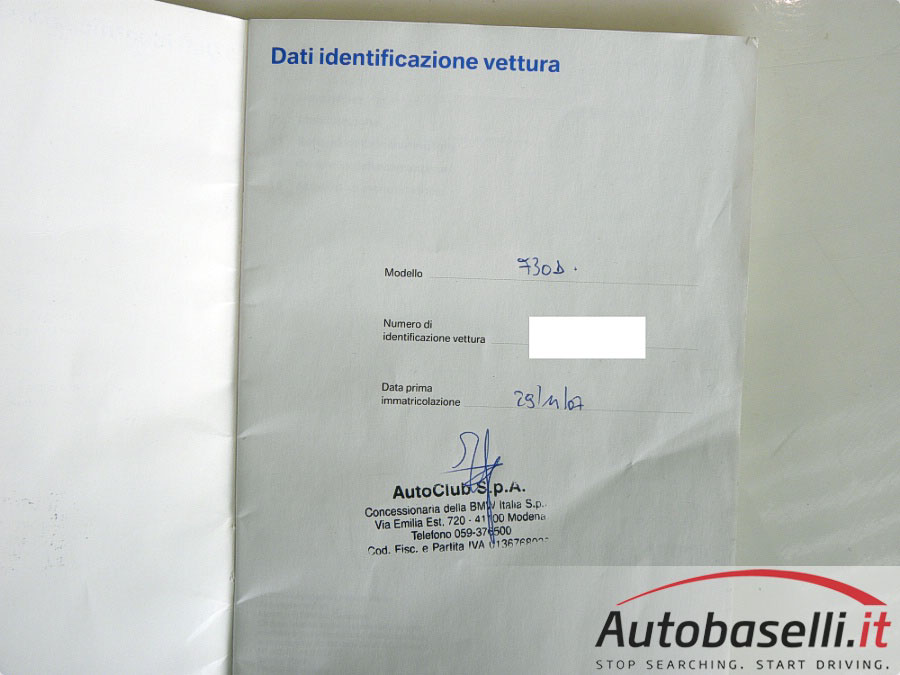 Dati identificazione vettura
Modello 730D.
Numero di
identificazione vettura
Data prima
immatricolazione 29/11/07
AutoClub S.p.A.
Concessionaria della BMW Italia S.p.
Via Emilia Est, 720 - 41100 Modena
Telefono 059-376500
Cod. Fisc. e Partita IVA
Autobaselli.it
STOP SEARCHING. START DRIVING.